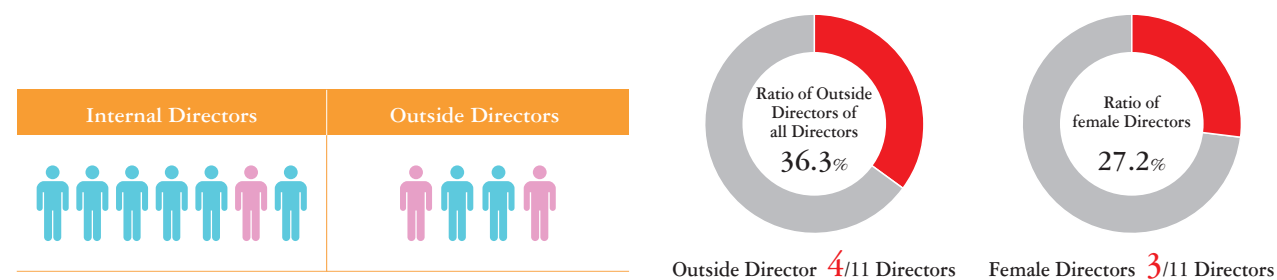 Internal Directors
Outside Directors
Ratio of Outside
Directors of
all Directors
36.3%
Outside Director 4/11 Directors
Ratio of
female Directors
27.2%
Female Directors 3/11 Directors